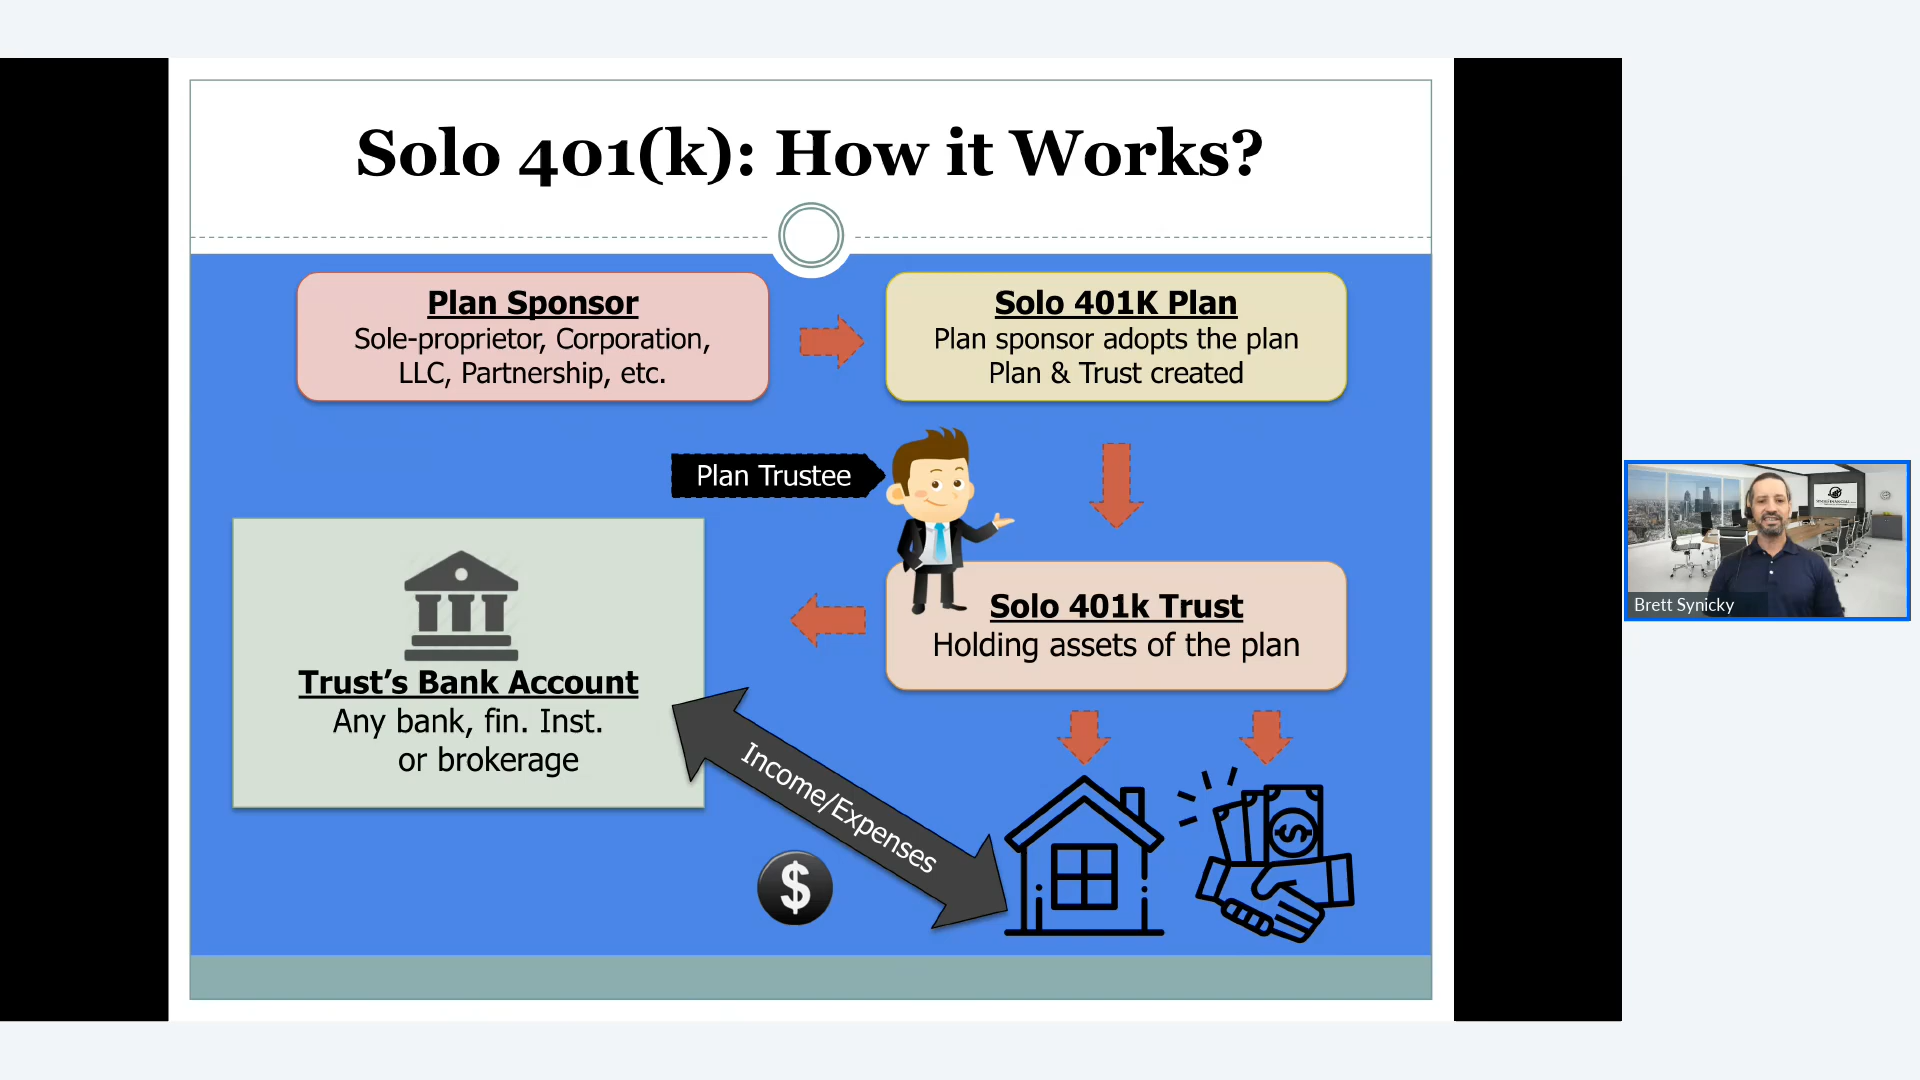 Solo 401(k): How it Works?
Plan Sponsor
Sole-proprietor, Corporation,
LLC, Partnership, etc.
Solo 401K Plan
Plan sponsor adopts the plan
Plan & Trust created
Plan Trustee
Solo 401k Trust
Holding assets of the plan
Trust’s Bank Account
Any bank, fin. Inst.
or brokerage
Income/Expenses
$
$
Brett Synicky